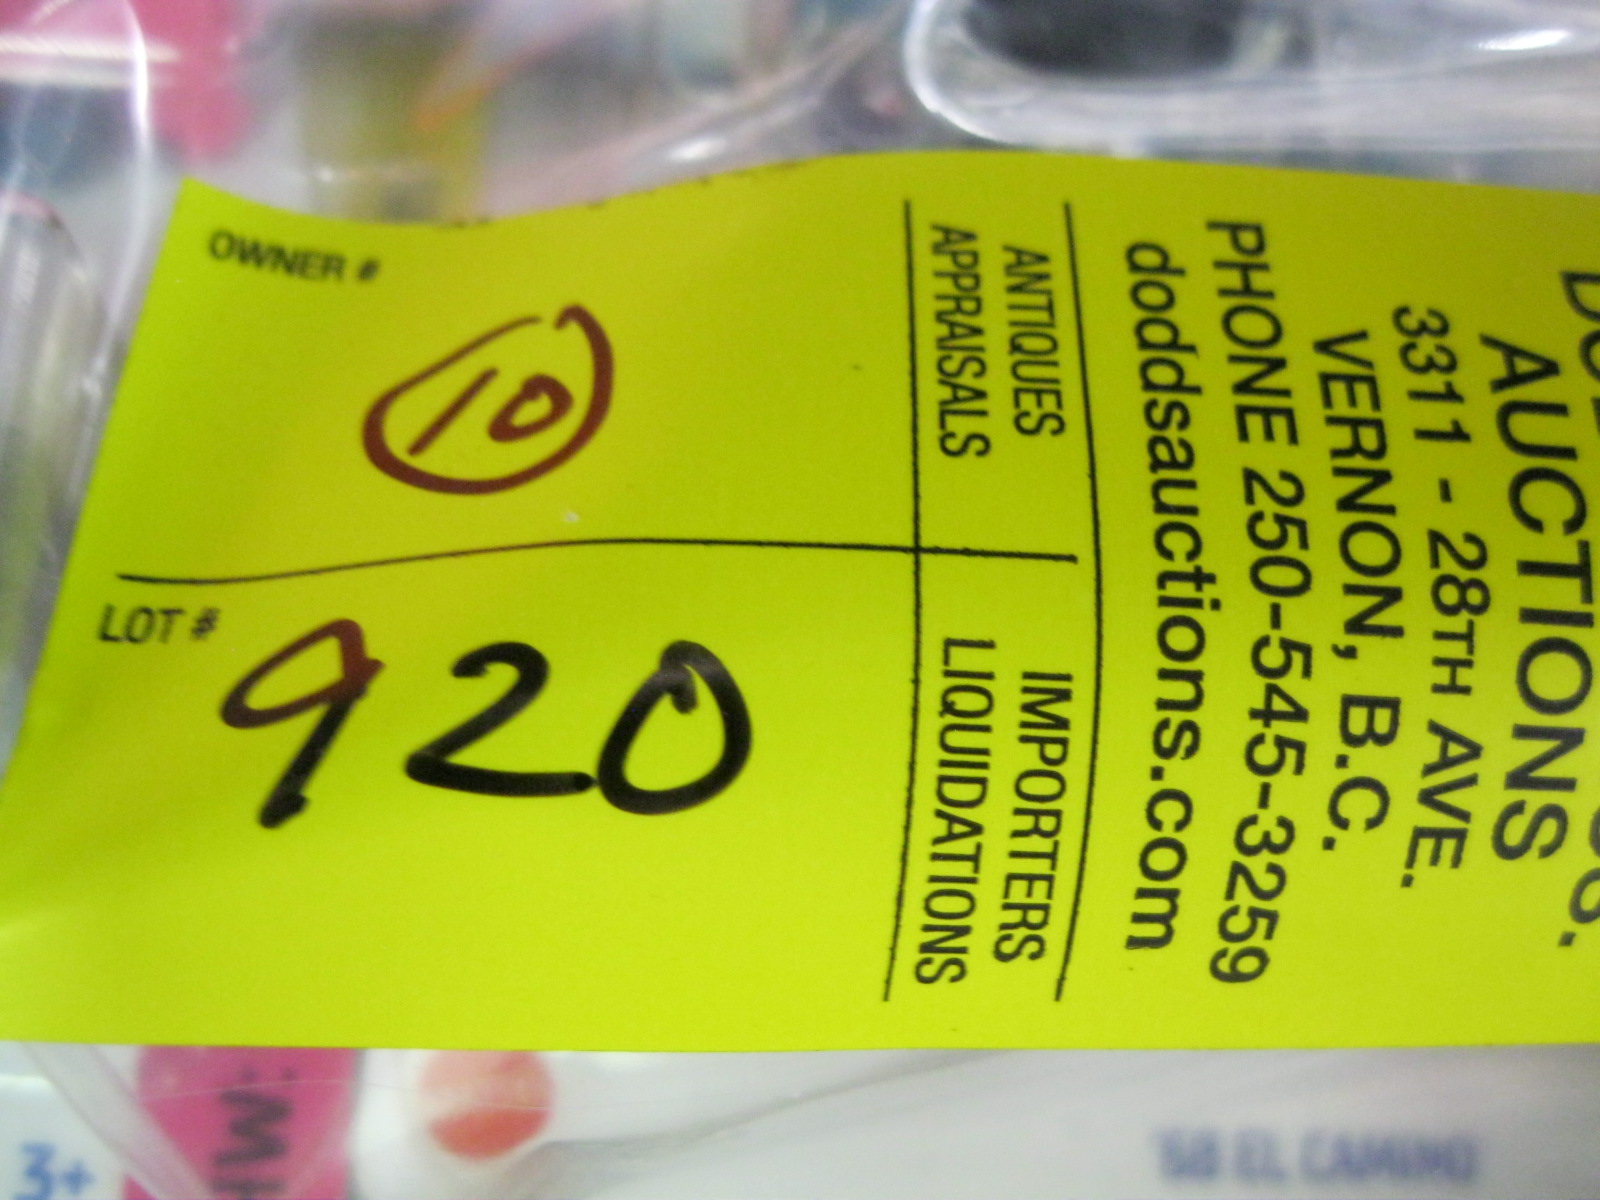 AUCTIONS
3311 - 28TH AVE.
VERNON, B.C.
PHONE 250-545-3259
doddsauctions.com
ANTIQUES
APPRAISALS
IMPORTERS
LIQUIDATIONS
OWNER #
10
LOT #
920
3+
'68 EL CAMINO